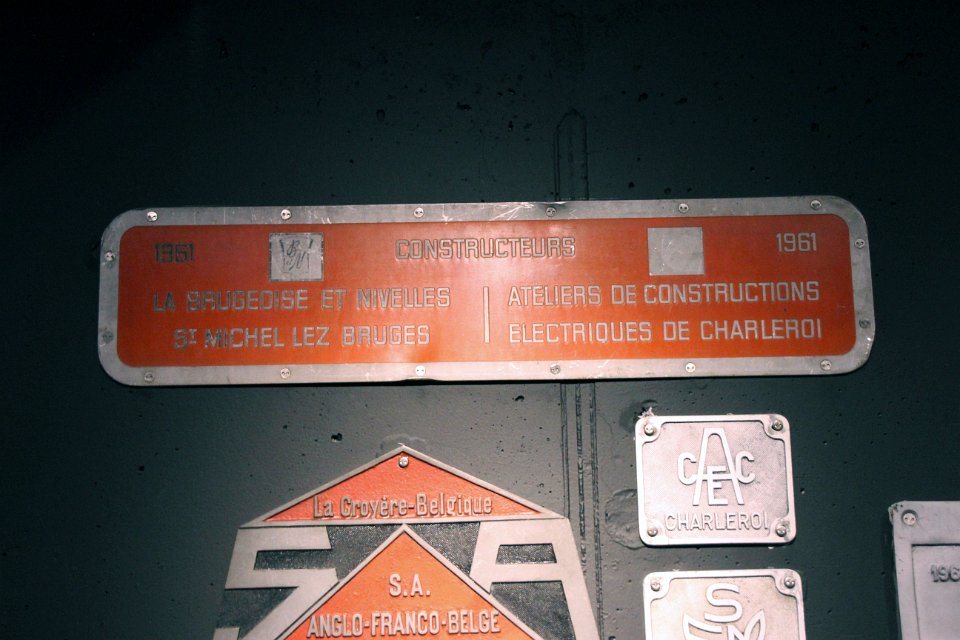 1961 CONSTRUCTEURS 1961
LA BRUGEOISE ET NIVELLES
ST MICHEL LEZ BRUGES
ATELIERS DE CONSTRUCTIONS
ELECTRIQUES DE CHARLEROI
La Croyère-Belgique
S.A.
ANGLO-FRANCO-BELGE
ACEC
CHARLEROI